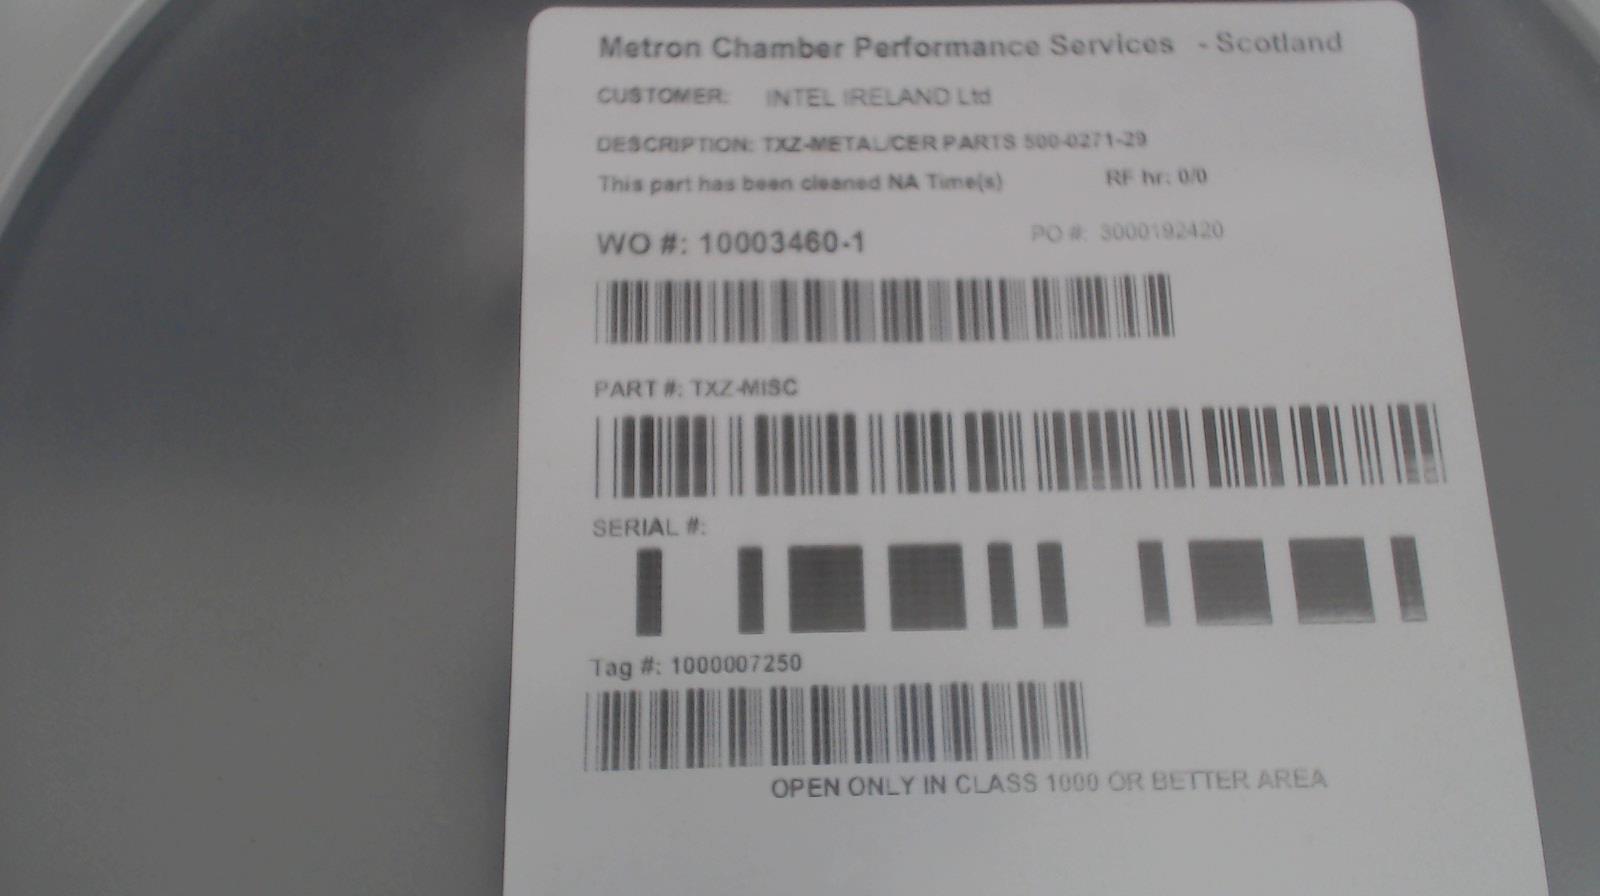 Metron Chamber Performance Services - Scotland
CUSTOMER: INTEL IRELAND Ltd
DESCRIPTION: TXZ-METAL/CER PARTS 500-0271-29
This part has been cleaned NA Time(s) RF hr: 0/0
WO #: 10003460-1 PO #: 3000192420
PART #: TXZ-MISC
SERIAL #:
Tag #: 1000007250
OPEN ONLY IN CLASS 1000 OR BETTER AREA